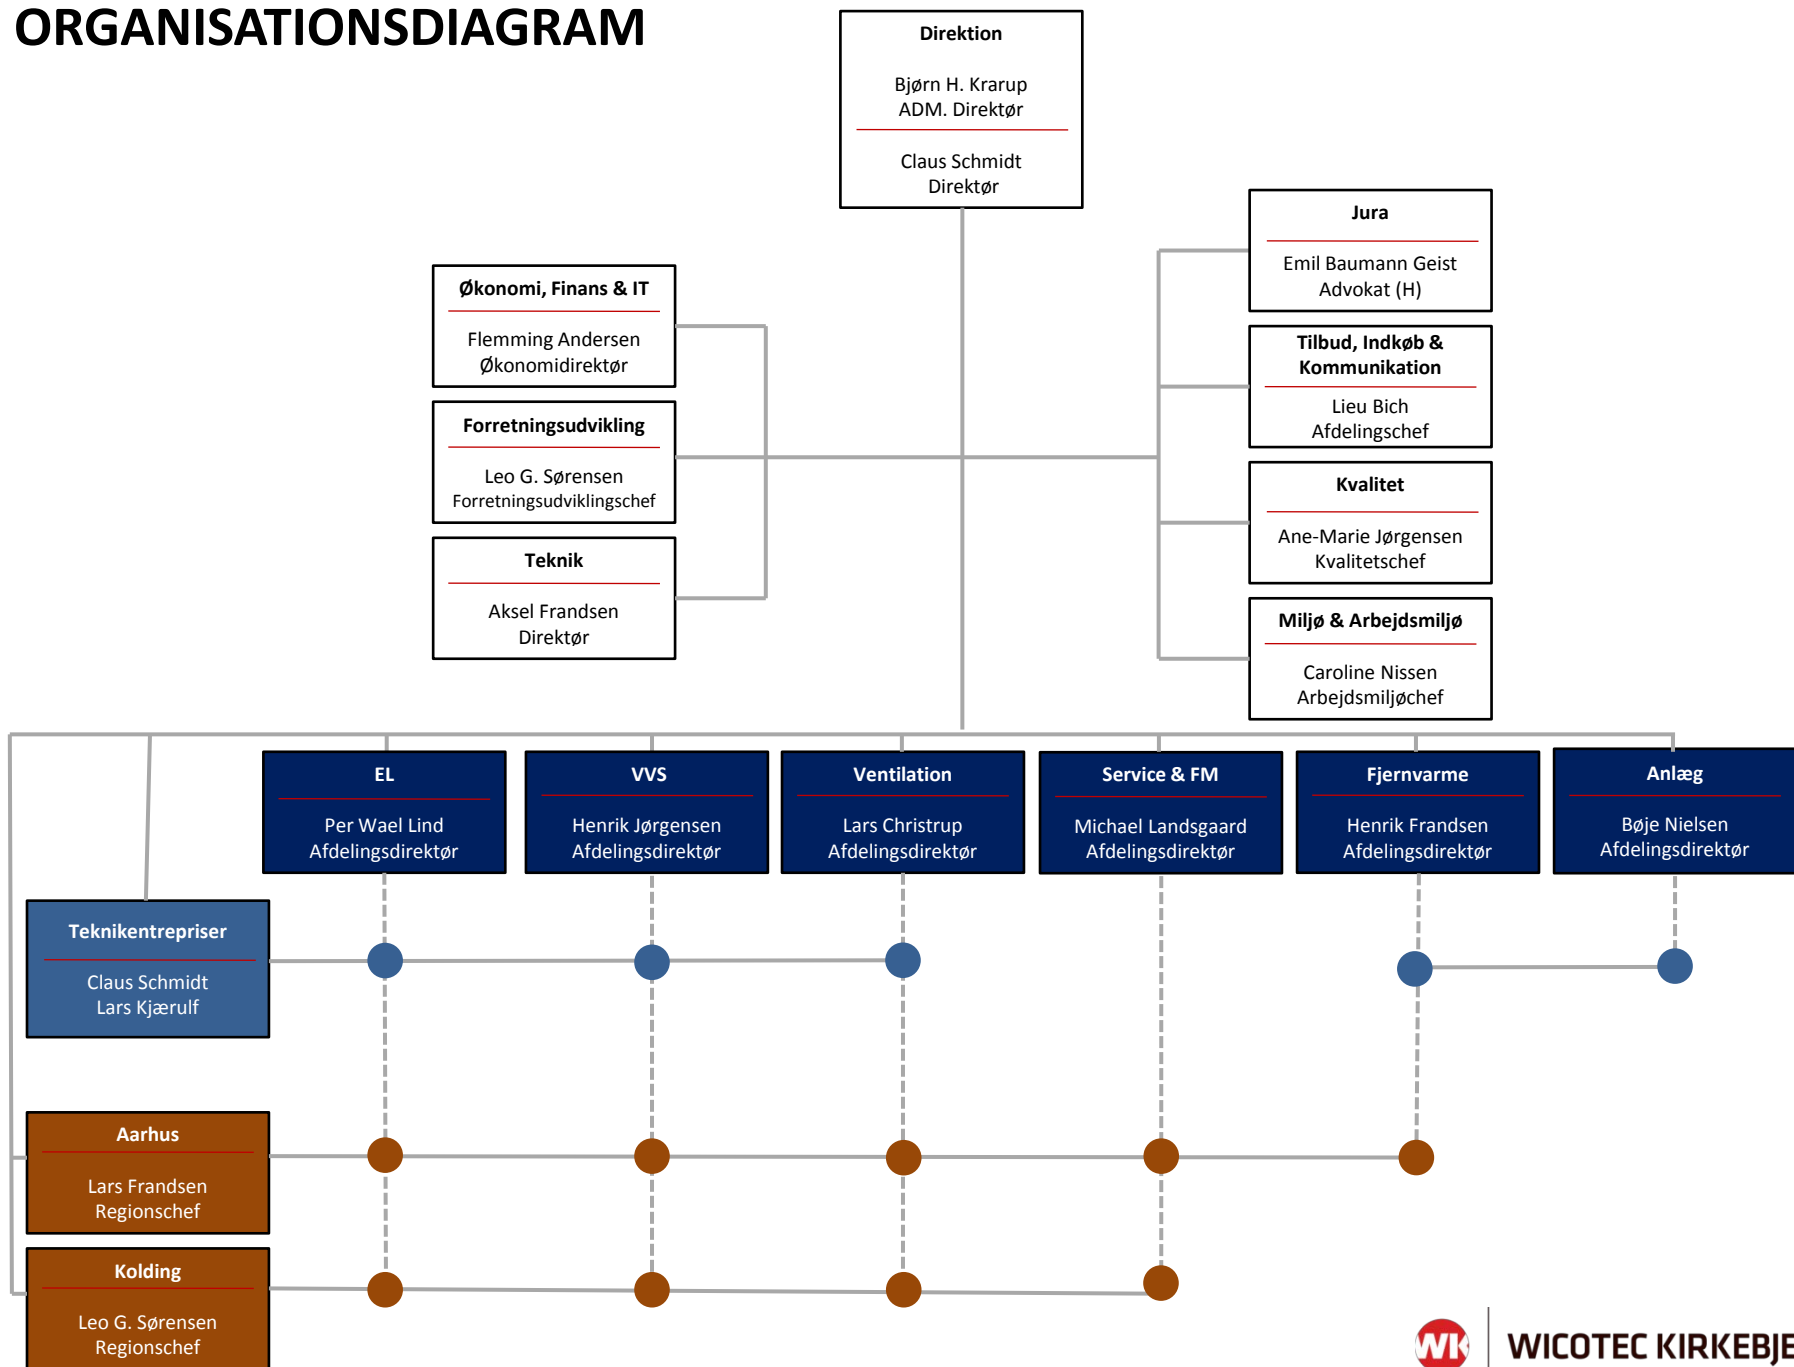 ORGANISATIONSDIAGRAM
Direktion
Bjørn H. Krarup
ADM. Direktør
Claus Schmidt
Direktør
Økonomi, Finans & IT
Flemming Andersen
Økonomidirektør
Forretningsudvikling
Leo G. Sørensen
Forretningsudviklingschef
Teknik
Aksel Frandsen
Direktør
Jura
Emil Baumann Geist
Advokat (H)
Tilbud, Indkøb &
Kommunikation
Lieu Bich
Afdelingschef
Kvalitet
Ane-Marie Jørgensen
Kvalitetschef
Miljø & Arbejdsmiljø
Caroline Nissen
Arbejdsmiljøchef
EL
Per Wael Lind
Afdelingsdirektør
VVS
Henrik Jørgensen
Afdelingsdirektør
Ventilation
Lars Christrup
Afdelingsdirektør
Service & FM
Michael Landsgaard
Afdelingsdirektør
Fjernvarme
Henrik Frandsen
Afdelingsdirektør
Anlæg
Bøje Nielsen
Afdelingsdirektør
Teknikentrepriser
Claus Schmidt
Lars Kjærulf
Aarhus
Lars Frandsen
Regionschef
Kolding
Leo G. Sørensen
Regionschef
WK
WICOTEC KIRKEBJE